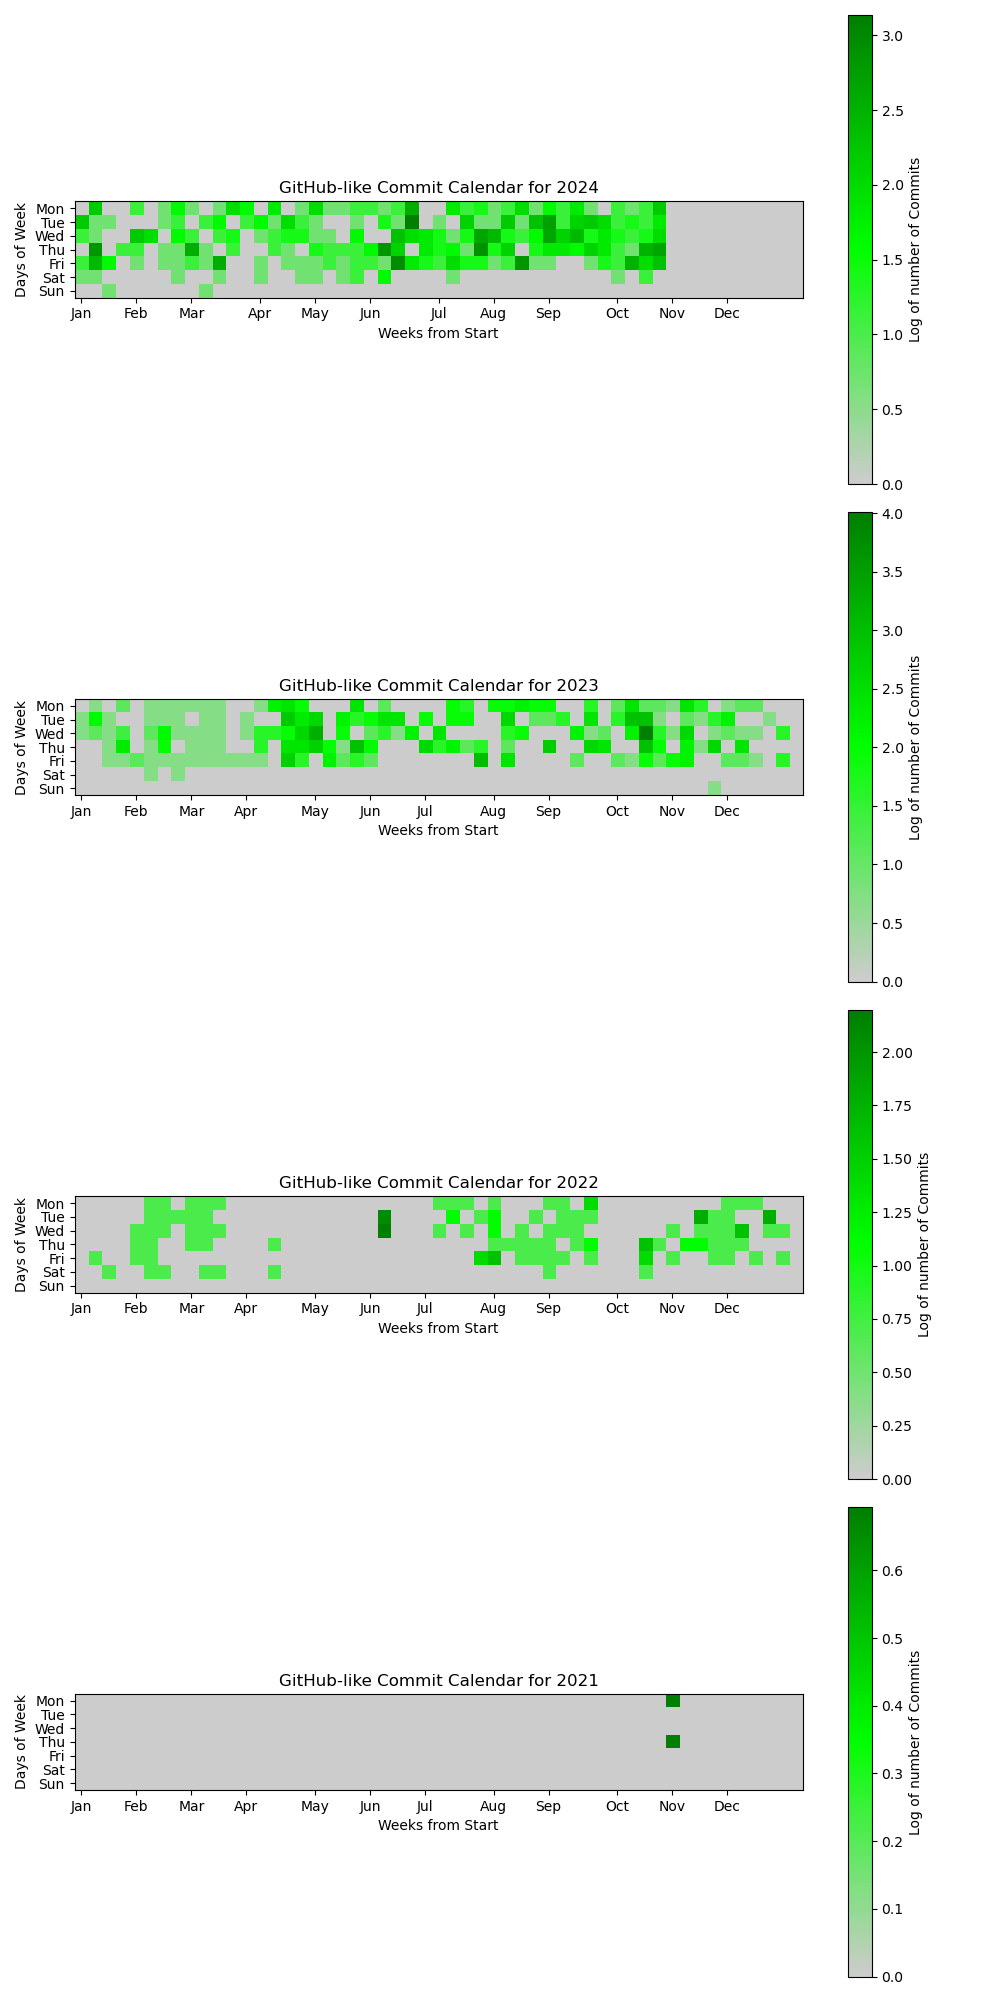 GitHub-like Commit Calendar for 2024
Days of Week
Mon
Tue
Wed
Thu
Fri
Sat
Sun
Jan Feb Mar Apr May Jun Jul Aug Sep Oct Nov Dec
Weeks from Start
3.0
2.5
2.0
1.5
1.0
0.5
0.0
Log of number of Commits
GitHub-like Commit Calendar for 2023
Days of Week
Mon
Tue
Wed
Thu
Fri
Sat
Sun
Jan Feb Mar Apr May Jun Jul Aug Sep Oct Nov Dec
Weeks from Start
4.0
3.5
3.0
2.5
2.0
1.5
1.0
0.5
0.0
Log of number of Commits
GitHub-like Commit Calendar for 2022
Days of Week
Mon
Tue
Wed
Thu
Fri
Sat
Sun
Jan Feb Mar Apr May Jun Jul Aug Sep Oct Nov Dec
Weeks from Start
2.00
1.75
1.50
1.25
1.00
0.75
0.50
0.25
0.00
Log of number of Commits
GitHub-like Commit Calendar for 2021
Days of Week
Mon
Tue
Wed
Thu
Fri
Sat
Sun
Jan Feb Mar Apr May Jun Jul Aug Sep Oct Nov Dec
Weeks from Start
0.6
0.5
0.4
0.3
0.2
0.1
0.0
Log of number of Commits